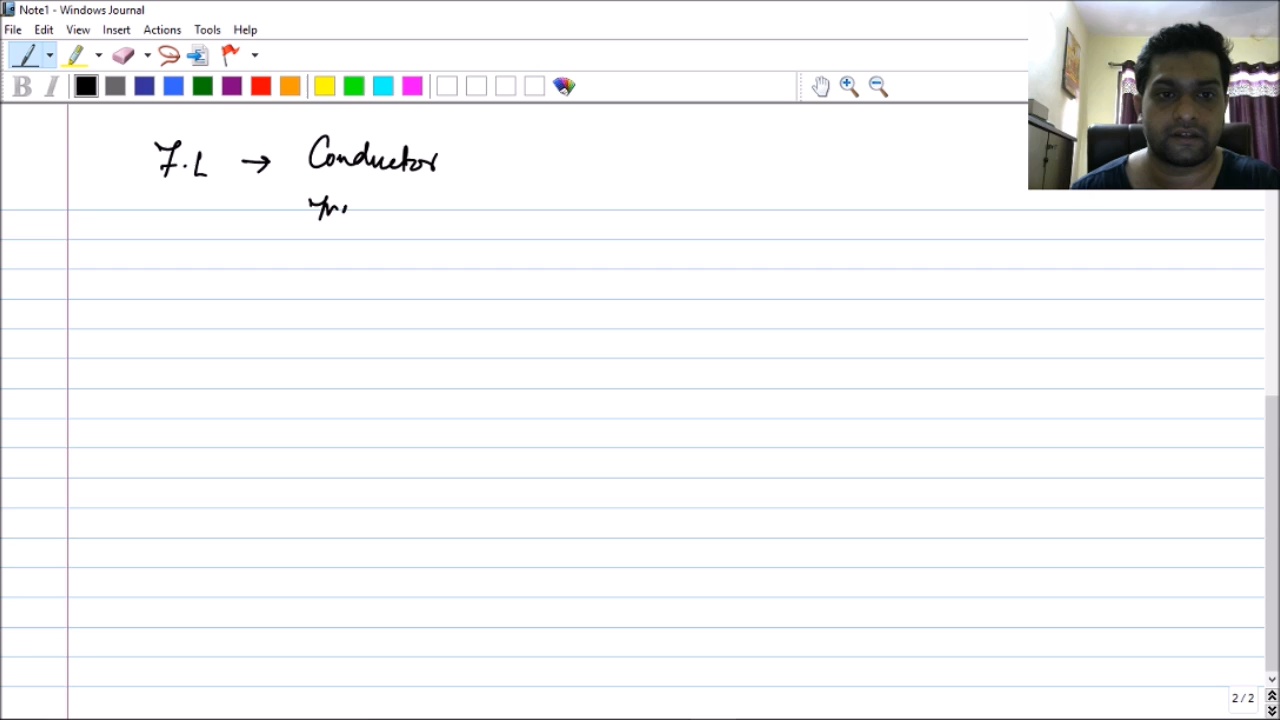 Note1 - Windows Journal
File Edit View Insert Actions Tools Help
B I
F.L → Conductor
2/2